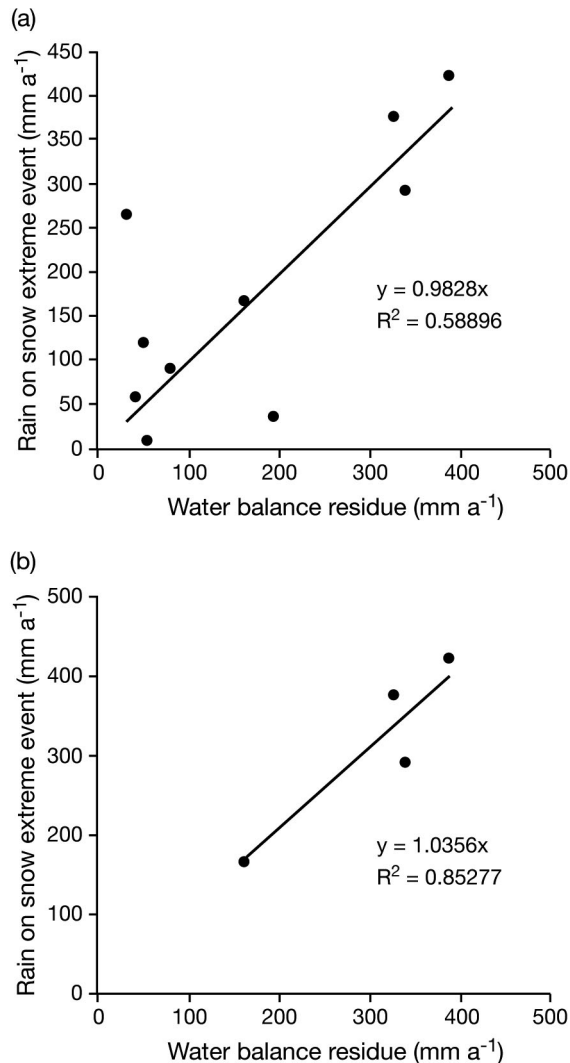 (a)
Rain on snow extreme event (mm a⁻¹)
450
400
350
300
250
200
150
100
50
0
y = 0.9828x
R² = 0.58896
0 100 200 300 400 500
Water balance residue (mm a⁻¹)
(b)
Rain on snow extreme event (mm a⁻¹)
500
400
300
200
100
0
y = 1.0356x
R² = 0.85277
0 100 200 300 400 500
Water balance residue (mm a⁻¹)